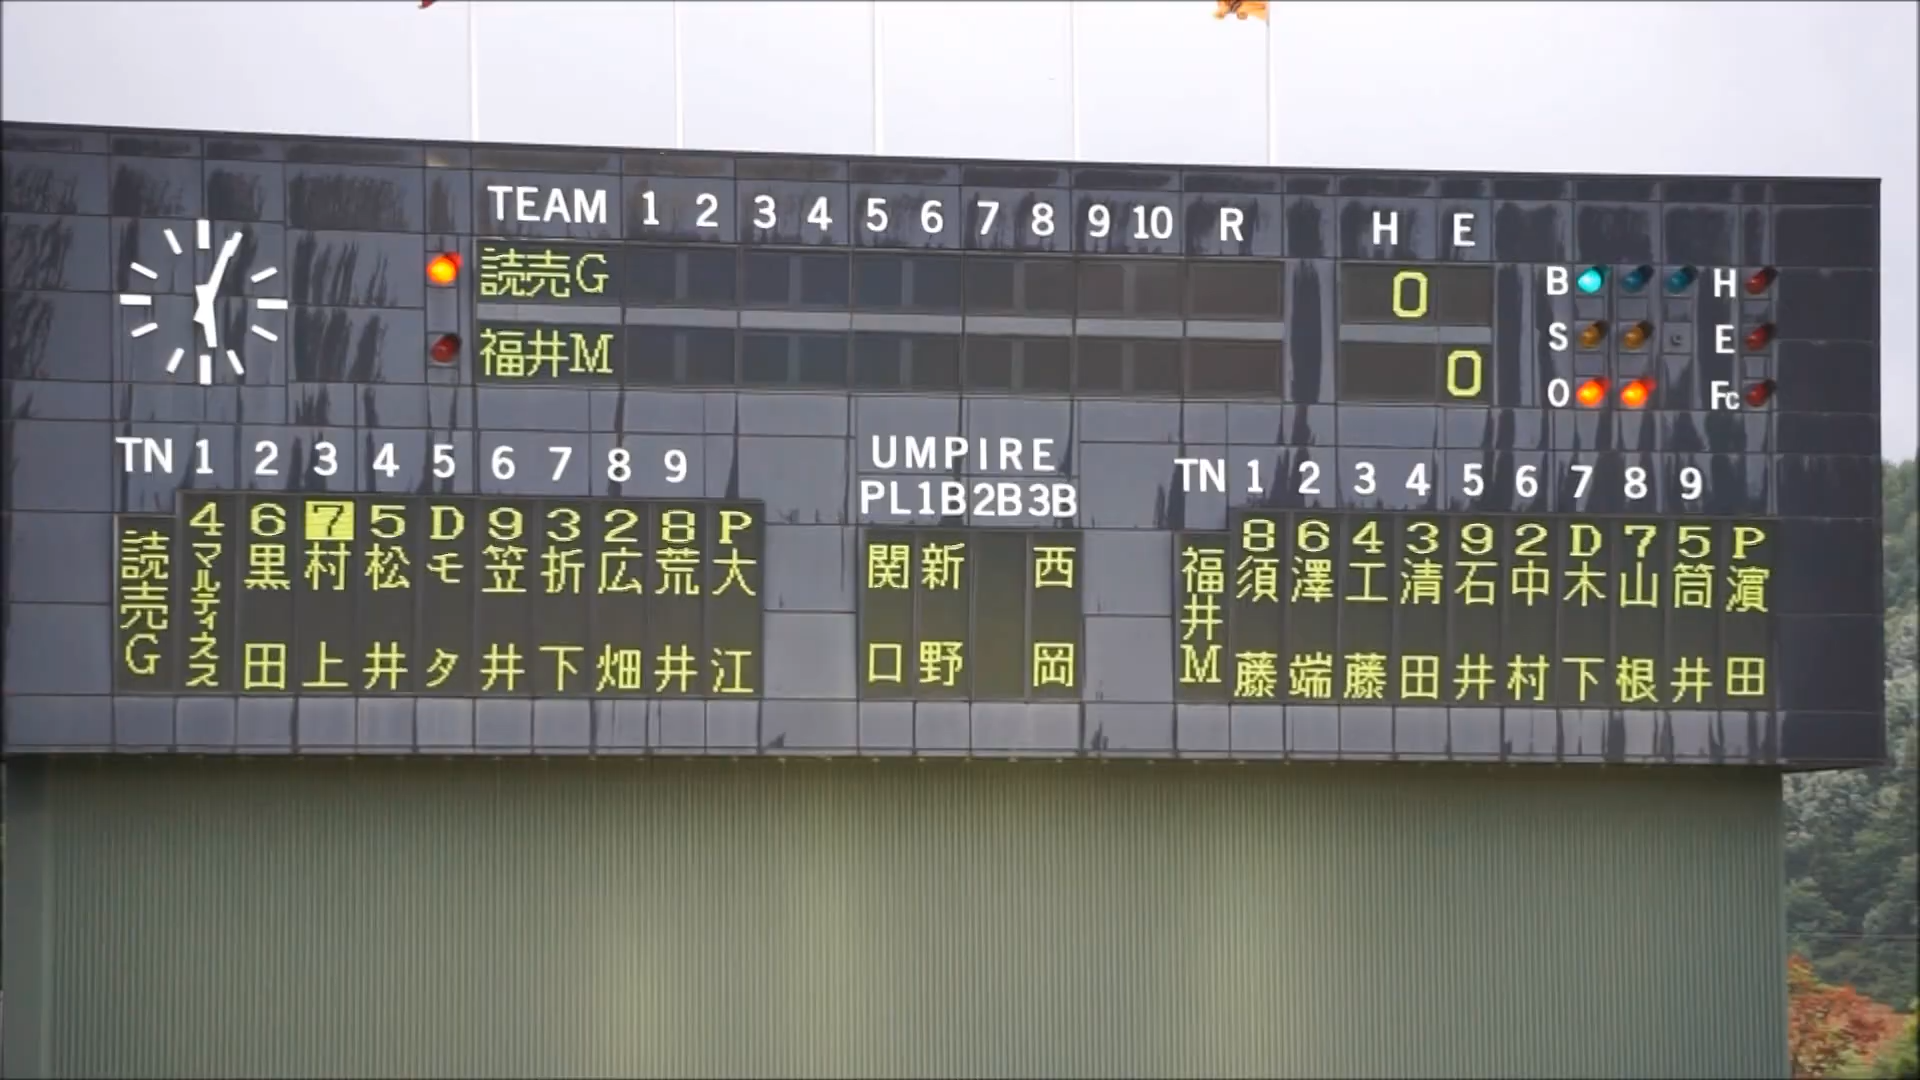 TEAM 1 2 3 4 5 6 7 8 9 10 R H E
読売G 0
福井M 0
B H
S E
O Fc
TN 1 2 3 4 5 6 7 8 9
読売G
4 マルティネス
6 黒田
7 村上
5 松井
D モタ
9 笠井
3 折下
2 広畑
8 荒井
P 大江
UMPIRE
PL 1B 2B 3B
関口
新野
西岡
TN 1 2 3 4 5 6 7 8 9
福井M
8 須藤
6 澤端
4 工藤
3 清田
9 石井
2 中村
D 木下
7 山根
5 筒井
P 濵田